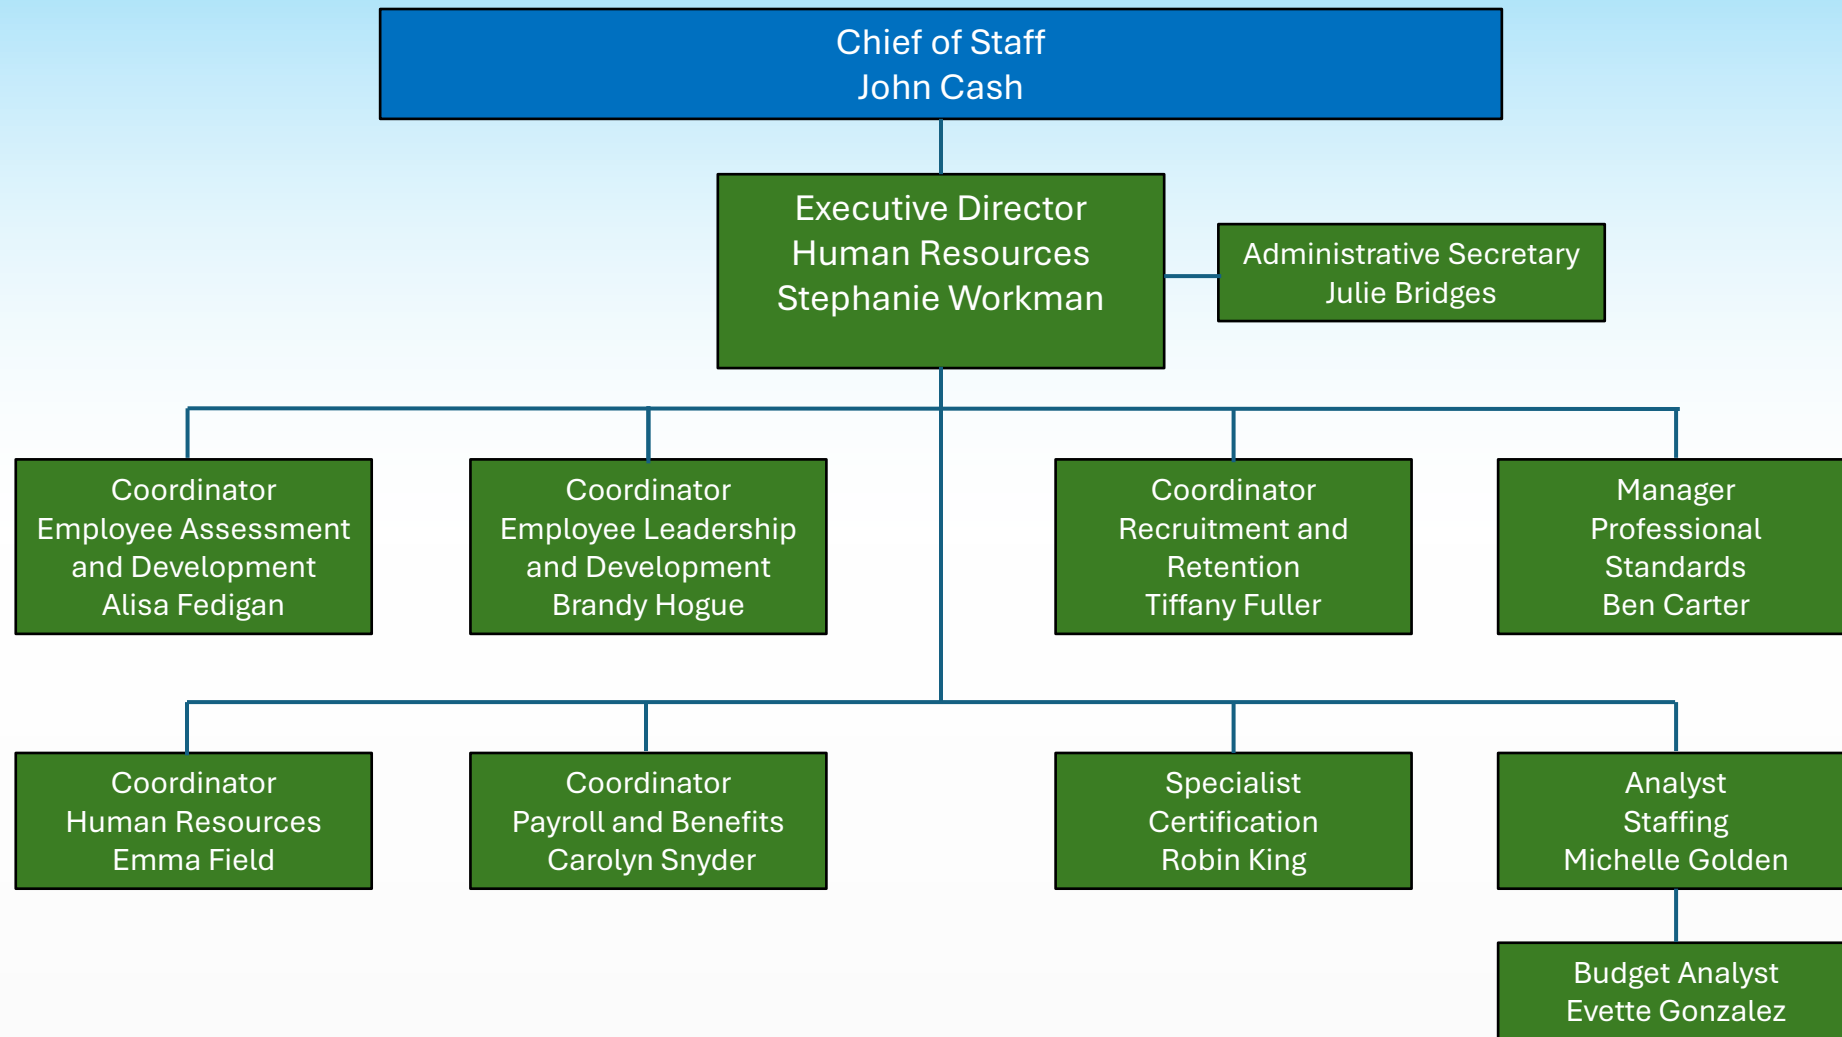 Chief of Staff
John Cash
Executive Director
Human Resources
Stephanie Workman
Administrative Secretary
Julie Bridges
Coordinator
Employee Assessment
and Development
Alisa Fedigan
Coordinator
Employee Leadership
and Development
Brandy Hogue
Coordinator
Recruitment and
Retention
Tiffany Fuller
Manager
Professional
Standards
Ben Carter
Coordinator
Human Resources
Emma Field
Coordinator
Payroll and Benefits
Carolyn Snyder
Specialist
Certification
Robin King
Analyst
Staffing
Michelle Golden
Budget Analyst
Evette Gonzalez